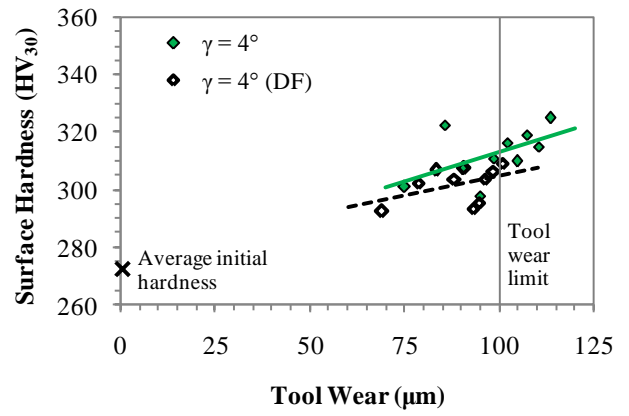 Surface Hardness (HV30)
360
340
320
300
280
260
γ = 4°
γ = 4° (DF)
Average initial
hardness
Tool
wear
limit
0
25
50
75
100
125
Tool Wear (μm)